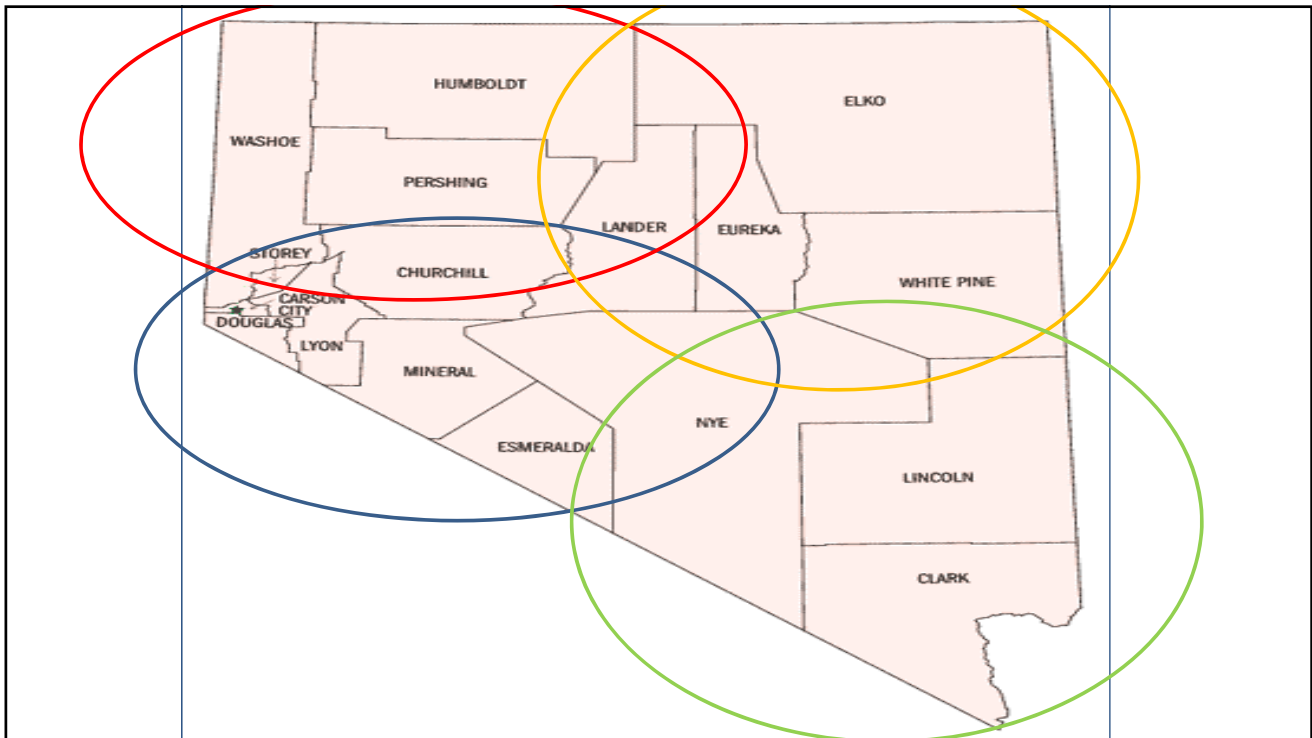 HUMBOLDT
ELKO
WASHOE
PERSHING
LANDER
EUREKA
STOREY
CHURCHILL
WHITE PINE
CARSON
CITY
DOUGLAS
LYON
MINERAL
NYE
ESMERALDA
LINCOLN
CLARK